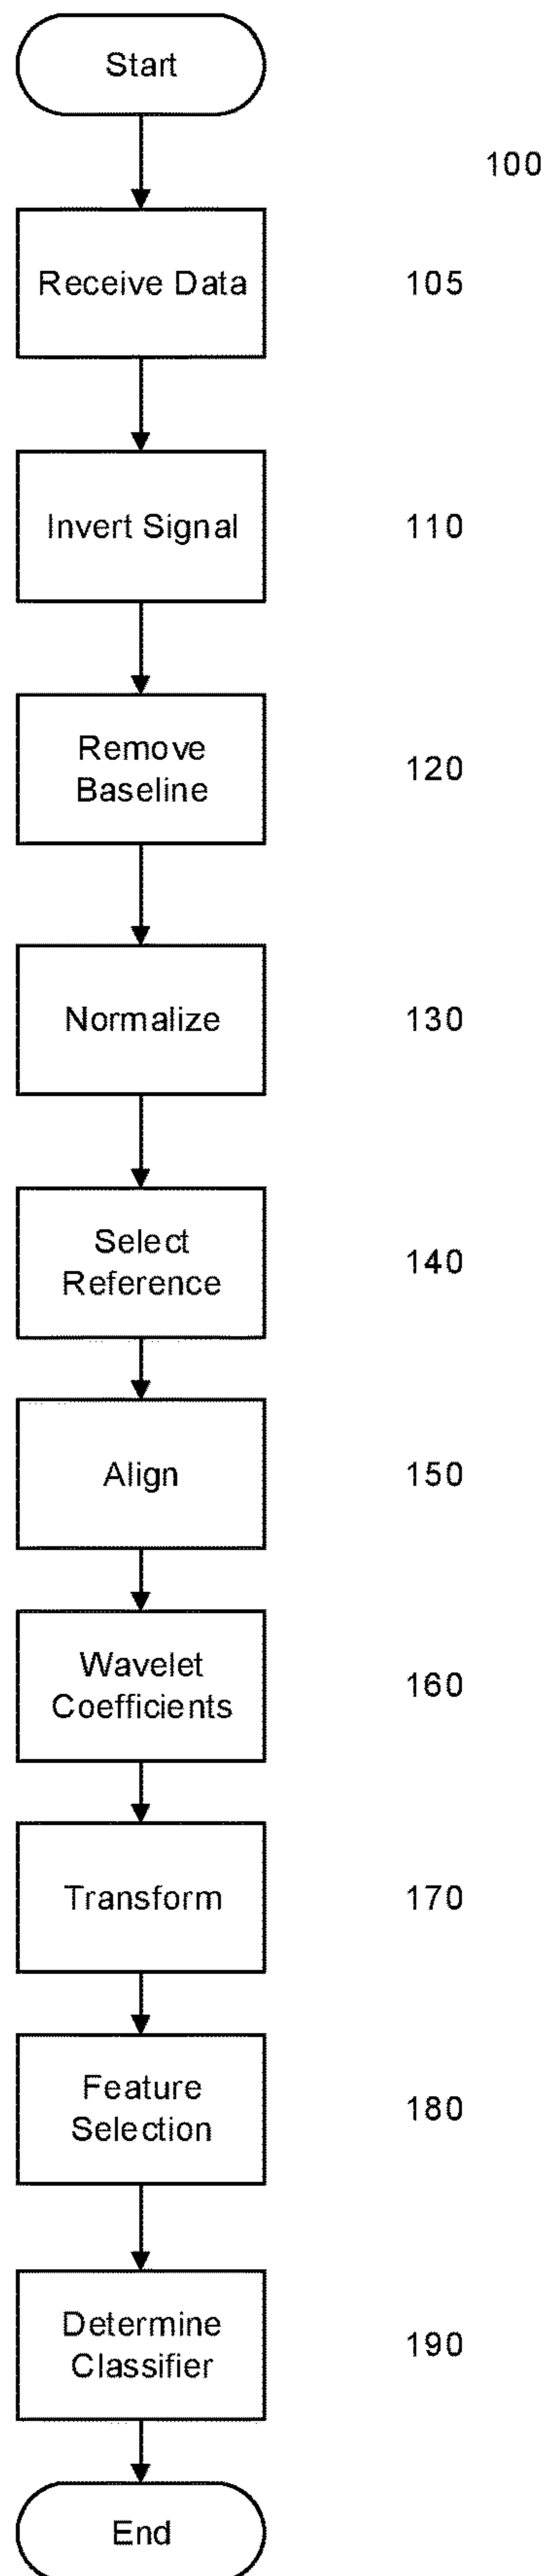 Start
100
Receive Data
105
Invert Signal
110
Remove
Baseline
120
Normalize
130
Select
Reference
140
Align
150
Wavelet
Coefficients
160
Transform
170
Feature
Selection
180
Determine
Classifier
190
End